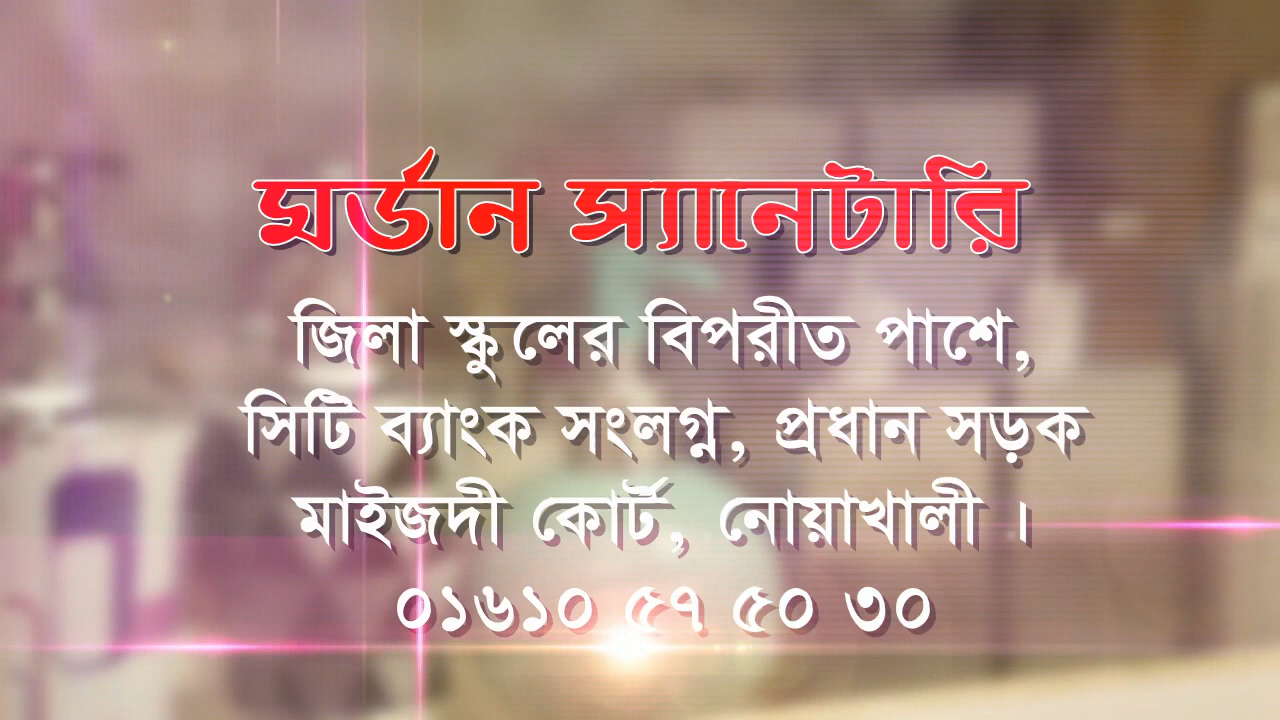 মর্ডান স্যানেটারি
জিলা স্কুলের বিপরীত পাশে,
সিটি ব্যাংক সংলগ্ন, প্রধান সড়ক
মাইজদী কোর্ট, নোয়াখালী ।
০১৬১০ ৫৭ ৫০ ৩০